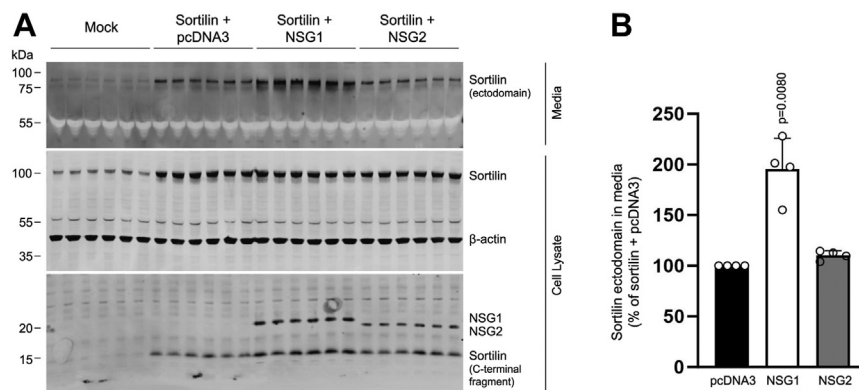 A
Mock
Sortilin +
pcDNA3
Sortilin +
NSG1
Sortilin +
NSG2
kDa
100
75
55
Sortilin
(ectodomain)
Media
100
55
35
Sortilin
β-actin
20
15
NSG1
NSG2
Sortilin
(C-terminal
fragment)
Cell Lysate
B
Sortilin ectodomain in media
(% of sortilin + pcDNA3)
250
200
150
100
50
0
p=0.0080
pcDNA3 NSG1 NSG2